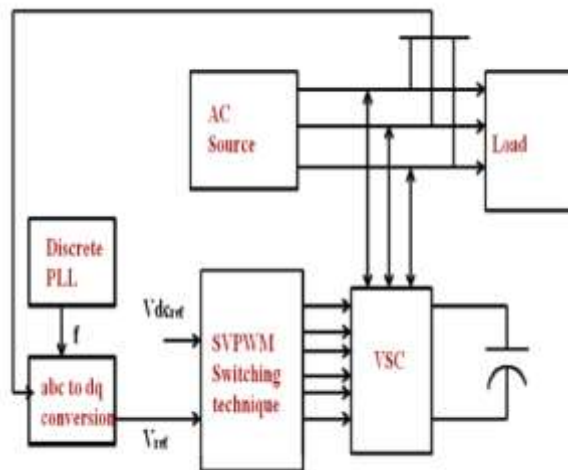 AC
Source
Load
Discrete
PLL
f
abc to dq
conversion
Vdcref
Vref
SVPWM
Switching
technique
VSC